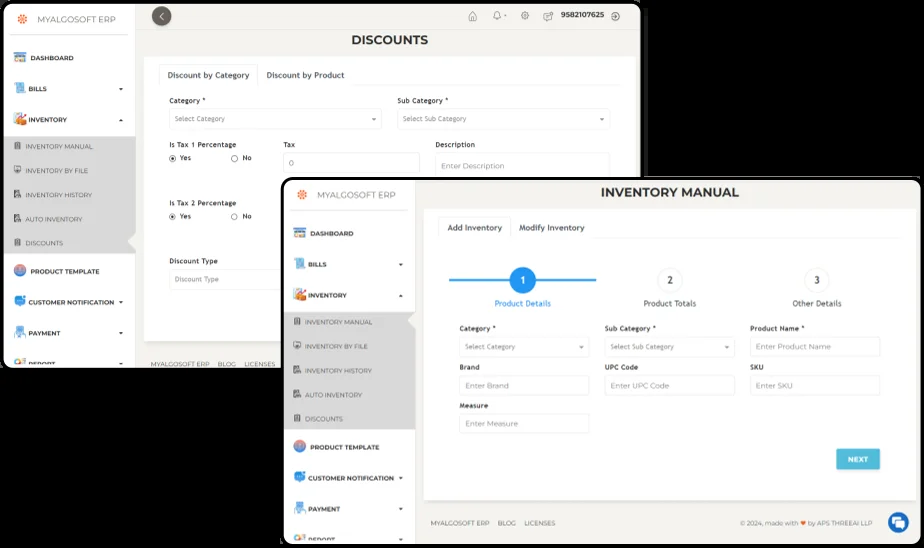 MYALGOSOFT ERP
9582107625
DISCOUNTS
DASHBOARD
BILLS
INVENTORY
INVENTORY MANUAL
INVENTORY BY FILE
INVENTORY HISTORY
AUTO INVENTORY
DISCOUNTS
PRODUCT TEMPLATE
CUSTOMER NOTIFICATION
PAYMENT
REPORT
Discount by Category Discount by Product
Category * Sub Category *
Select Category Select Sub Category
Is Tax 1 Percentage Tax Description
Yes No 0 Enter Description
Is Tax 2 Percentage
Yes No
Discount Type
Discount Type
MYALGOSOFT ERP BLOG LICENSES
MYALGOSOFT ERP
INVENTORY MANUAL
DASHBOARD
BILLS
INVENTORY
INVENTORY MANUAL
INVENTORY BY FILE
INVENTORY HISTORY
AUTO INVENTORY
DISCOUNTS
PRODUCT TEMPLATE
CUSTOMER NOTIFICATION
PAYMENT
REPORT
Add Inventory Modify Inventory
1 2 3
Product Details Product Totals Other Details
Category * Sub Category * Product Name *
Select Category Select Sub Category Enter Product Name
Brand UPC Code SKU
Enter Brand Enter UPC Code Enter SKU
Measure
Enter Measure
NEXT
MYALGOSOFT ERP BLOG LICENSES © 2024, made with ❤ by APS THREEAI LLP